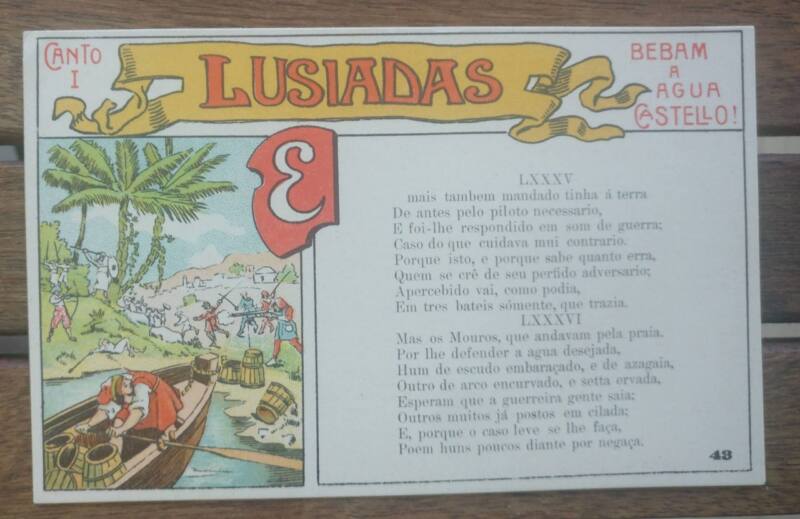 CANTO
I
LUSIADAS
BEBAM
A
AGUA
CASTELLO!
E
LXXXV
mais tambem mandado tinha á terra
De antes pelo piloto necessario,
E foi-lhe respondido em som de guerra;
Caso do que cuidava mui contrario.
Porque isto, e porque sabe quanto erra,
Quem se crê de seu perfido adversario;
Apercebido vai, como podia,
Em tres bateis sómente, que trazia.
LXXXVI
Mas os Mouros, que andavam pela praia.
Por lhe defender a agua desejada,
Hum de escudo embaraçado, e de azagaia,
Outro de arco encurvado, e setta ervada,
Esperam que a guerreira gente saia;
Outros muitos já postos em cilada;
E, porque o caso leve se lhe faça,
Poem huns poucos diante por negaça.
43